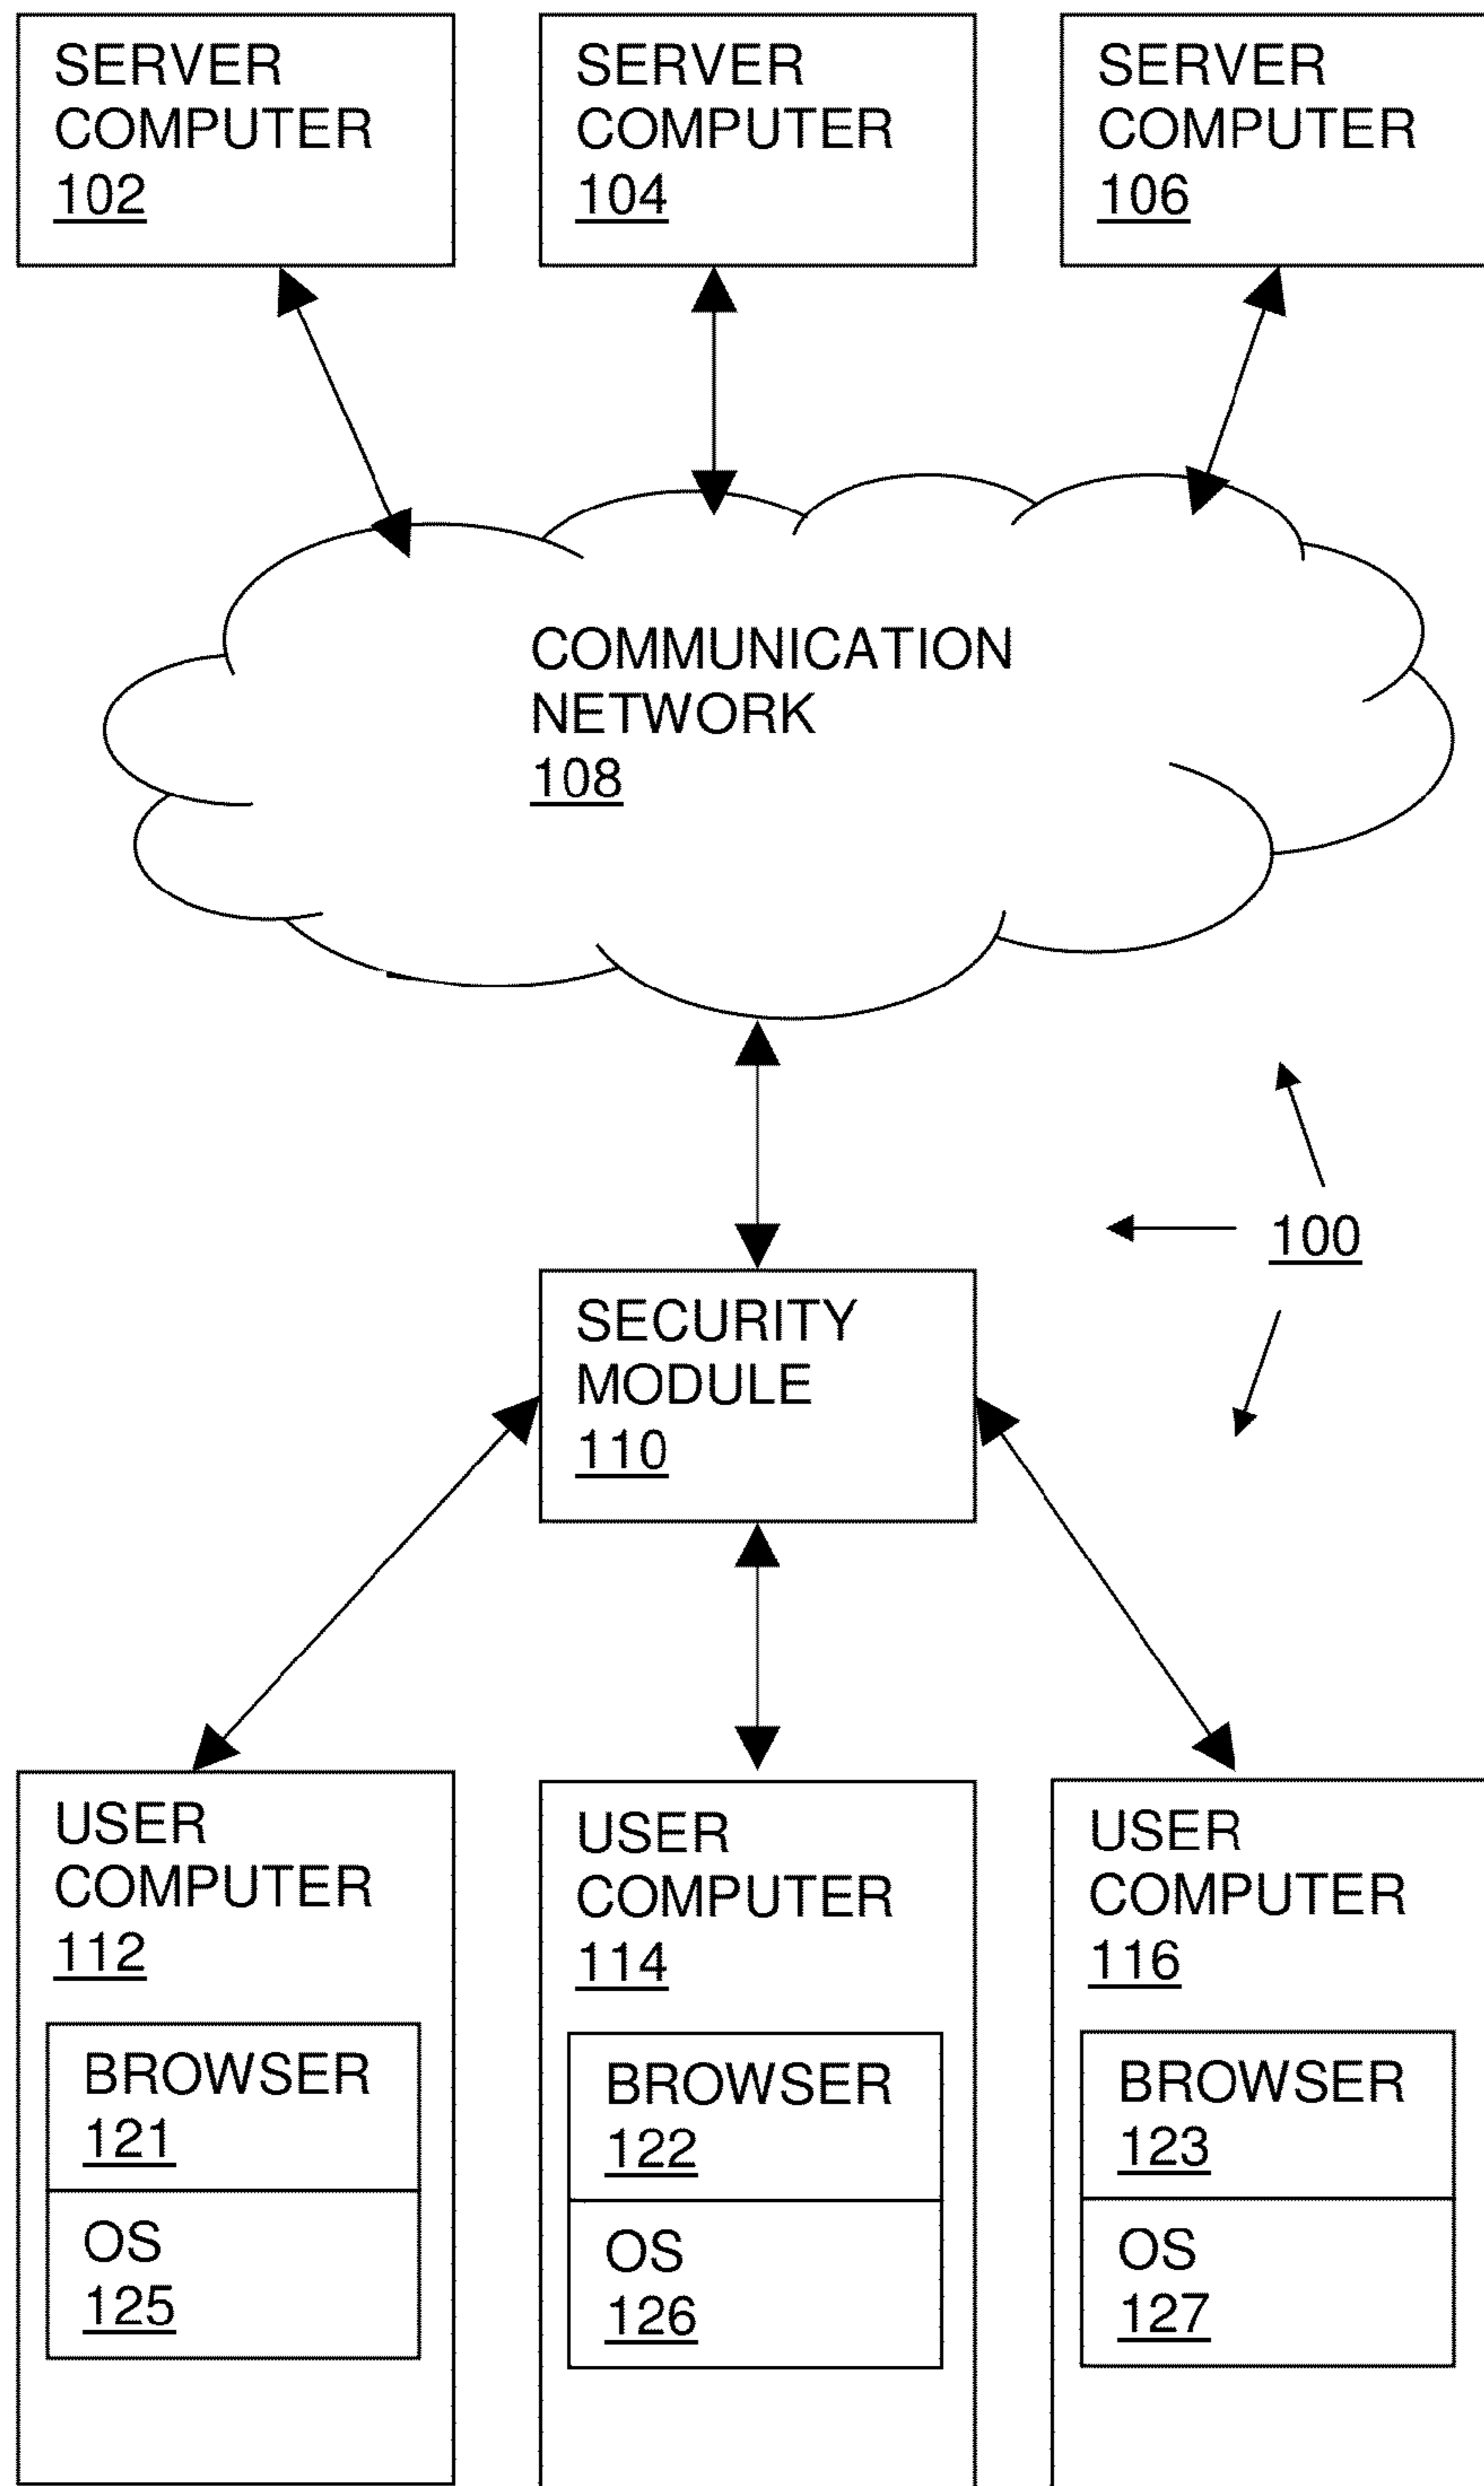 SERVER
COMPUTER
102
SERVER
COMPUTER
104
SERVER
COMPUTER
106
COMMUNICATION
NETWORK
108
100
SECURITY
MODULE
110
USER
COMPUTER
112
BROWSER
121
OS
125
USER
COMPUTER
114
BROWSER
122
OS
126
USER
COMPUTER
116
BROWSER
123
OS
127